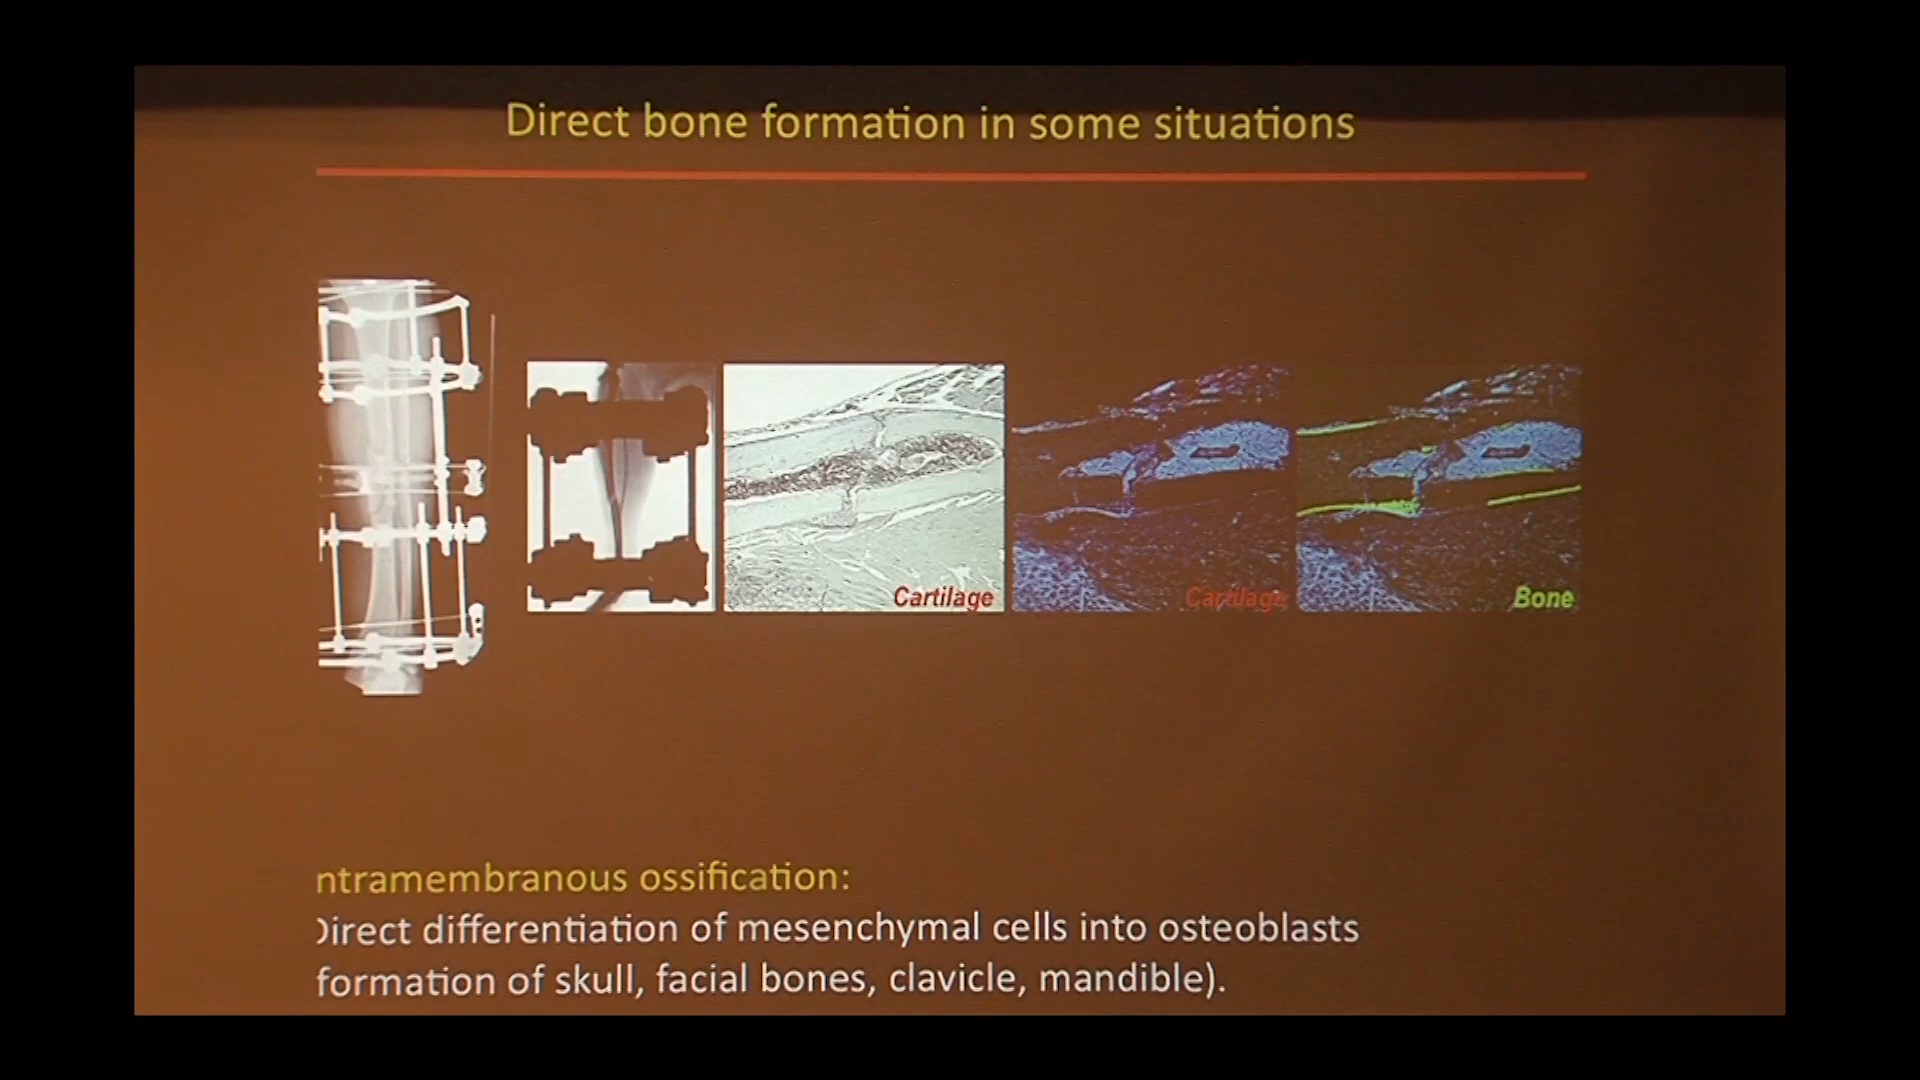 Direct bone formation in some situations
Cartilage
Cartilage
Bone
ntramembranous ossification:
Direct differentiation of mesenchymal cells into osteoblasts
formation of skull, facial bones, clavicle, mandible).